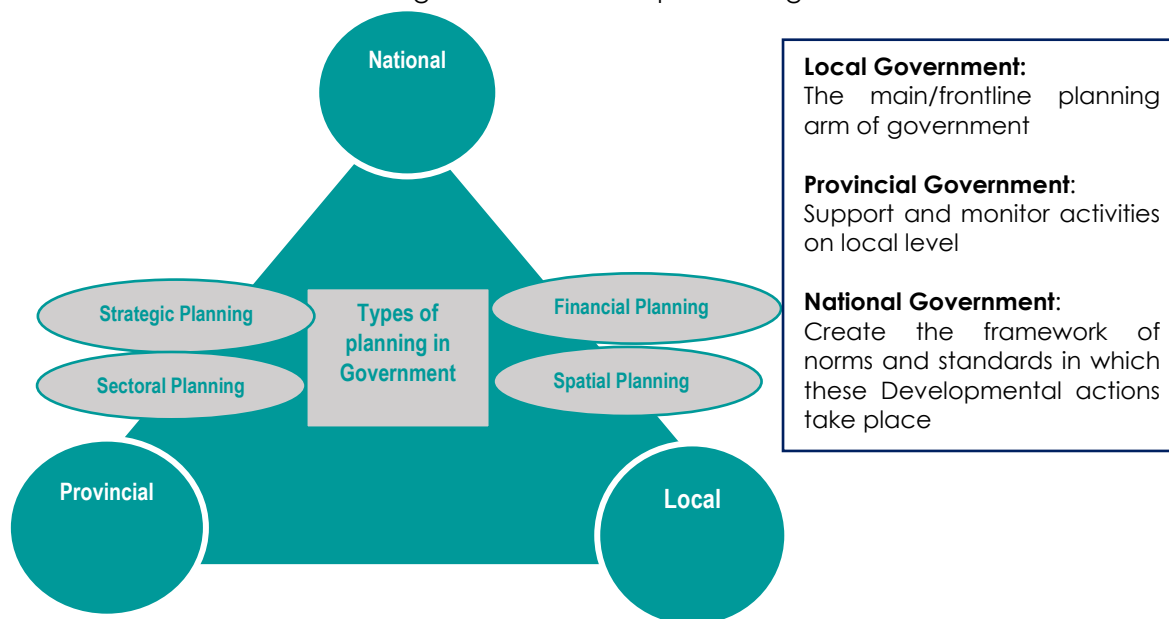 National
Strategic Planning
Sectoral Planning
Types of
planning in
Government
Financial Planning
Spatial Planning
Provincial
Local
Local Government:
The main/frontline planning
arm of government
Provincial Government:
Support and monitor activities
on local level
National Government:
Create the framework of
norms and standards in which
these Developmental actions
take place